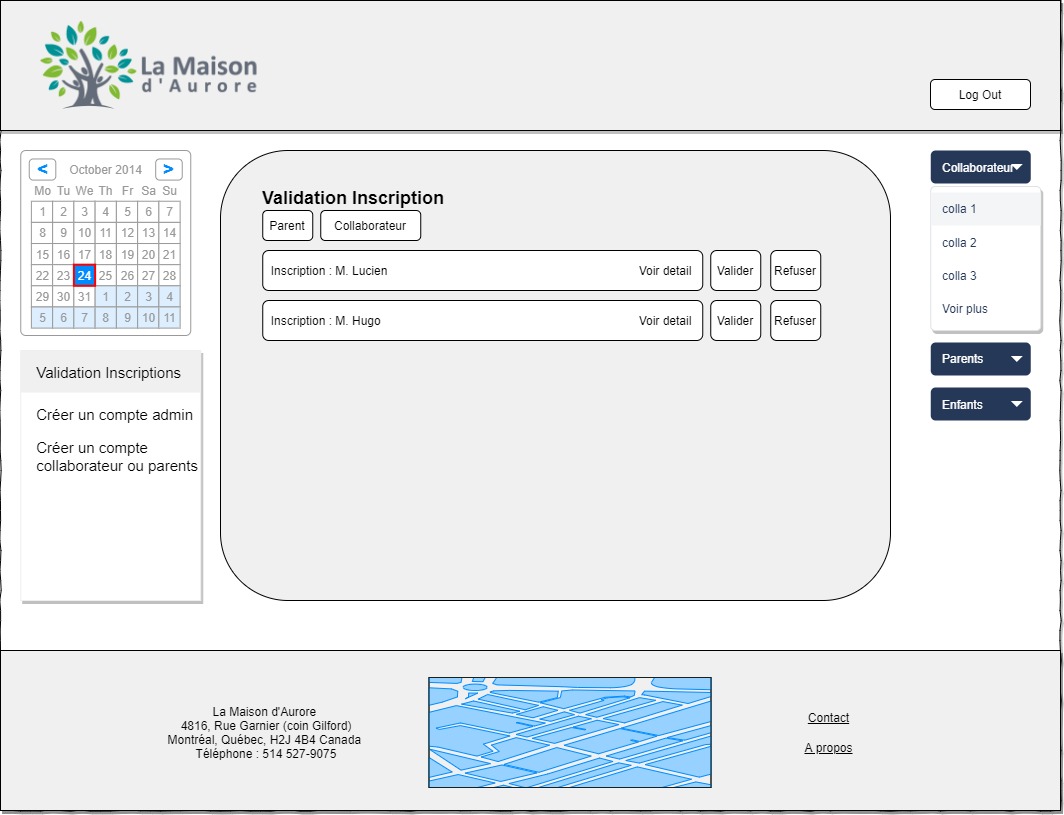 La Maison
d'Aurore
Log Out
< October 2014 >
Mo Tu We Th Fr Sa Su
1 2 3 4 5 6 7
8 9 10 11 12 13 14
15 16 17 18 19 20 21
22 23 24 25 26 27 28
29 30 31 1 2 3 4
5 6 7 8 9 10 11
Validation Inscriptions
Créer un compte admin
Créer un compte
collaborateur ou parents
Validation Inscription
Parent Collaborateur
Inscription : M. Lucien Voir detail Valider Refuser
Inscription : M. Hugo Voir detail Valider Refuser
Collaborateur
colla 1
colla 2
colla 3
Voir plus
Parents
Enfants
La Maison d'Aurore
4816, Rue Garnier (coin Gilford)
Montréal, Québec, H2J 4B4 Canada
Téléphone : 514 527-9075
Contact
A propos